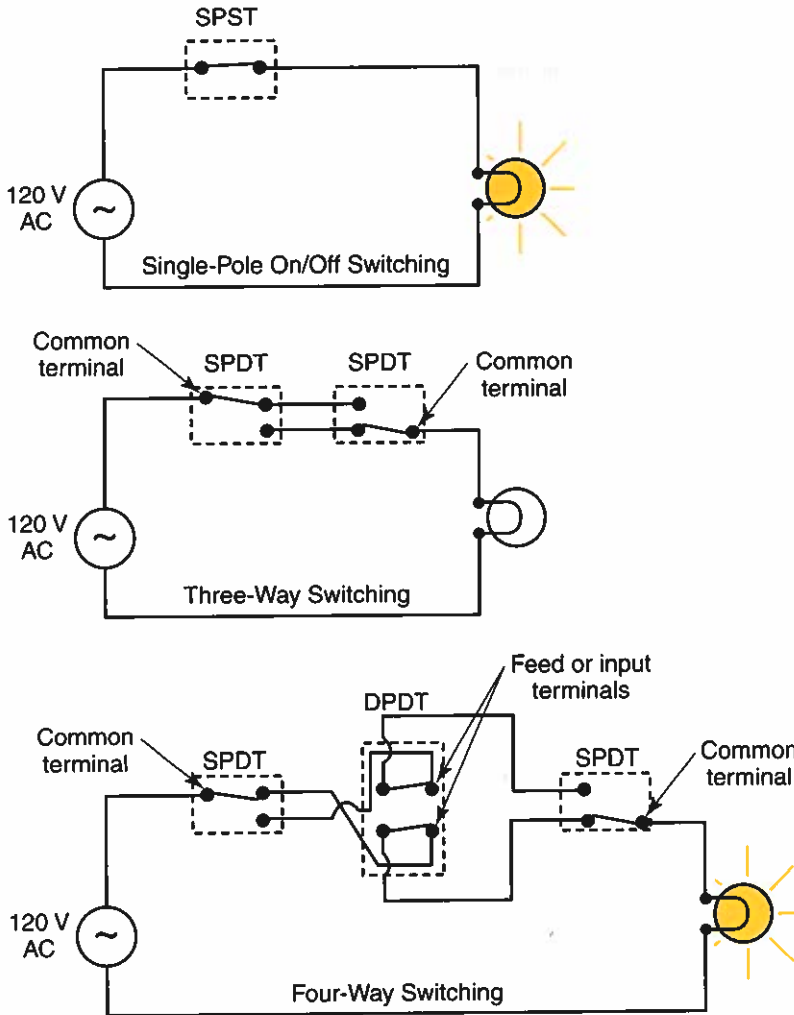 SPST
120 V
AC
~
Single-Pole On/Off Switching
Common
terminal
SPDT
SPDT
Common
terminal
120 V
AC
~
Three-Way Switching
Feed or input
terminals
DPDT
Common
terminal
SPDT
SPDT
Common
terminal
120 V
AC
~
Four-Way Switching